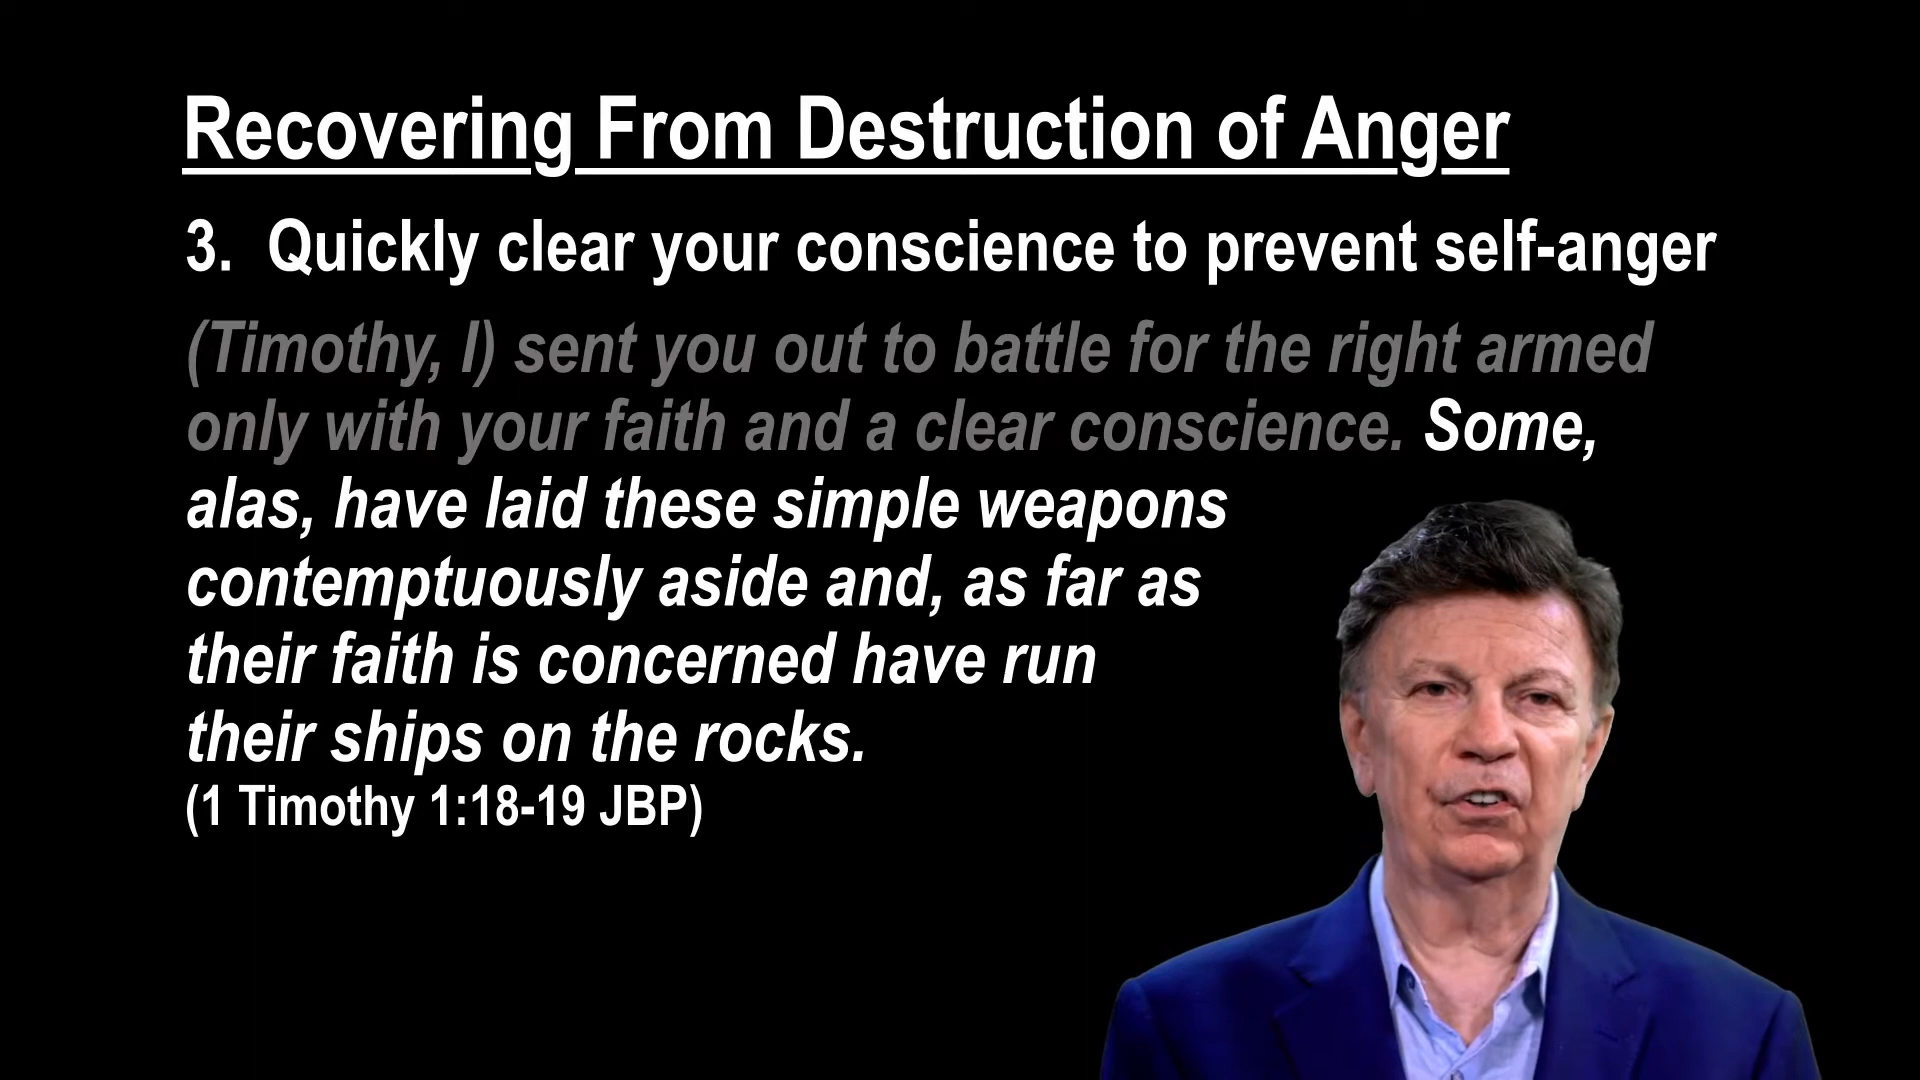 Recovering From Destruction of Anger
3. Quickly clear your conscience to prevent self-anger
(Timothy, I) sent you out to battle for the right armed
only with your faith and a clear conscience. Some,
alas, have laid these simple weapons
contemptuously aside and, as far as
their faith is concerned have run
their ships on the rocks.
(1 Timothy 1:18-19 JBP)